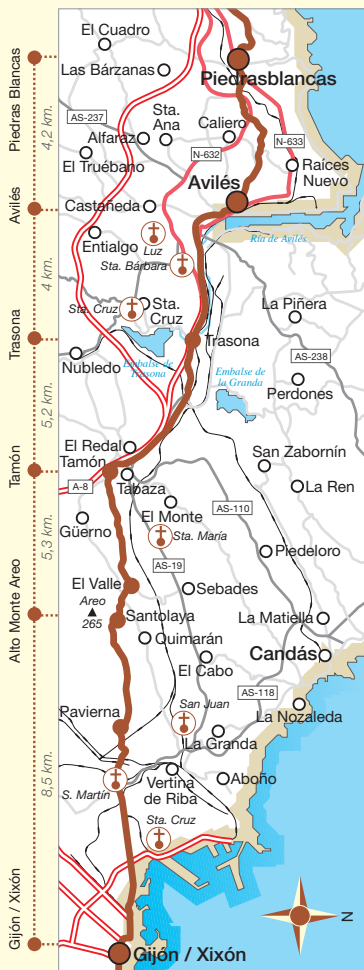 Piedras Blancas
4,2 km.
Avilés
4 km.
Trasona
5,2 km.
Tamón
5,3 km.
Alto Monte Areo
8,5 km.
Gijón / Xixón
El Cuadro
Las Bárzanas
Piedrasblancas
AS-237
Sta.
Ana
Caliero
Alfaraz
N-633
N-632
El Truébano
Raíces
Nuevo
Avilés
Castañeda
Entialgo
Luz
Ría de Avilés
Sta. Bárbara
Sta. Cruz
Sta.
Cruz
La Piñera
Trasona
Nubledo
Embalse de
Trasona
Embalse de
la Granda
AS-238
Perdones
El Redal
Tamón
San Zabornín
A-8
Tabaza
La Ren
El Monte
AS-110
Güerno
Sta. María
Piedeloro
AS-19
El Valle
Sebades
Areo
265
Santolaya
La Matiella
Quimarán
Candás
El Cabo
AS-118
San Juan
La Nozaleda
Pavierna
La Granda
S. Martín
Vertina
de Riba
Aboño
Sta. Cruz
N
Gijón / Xixón